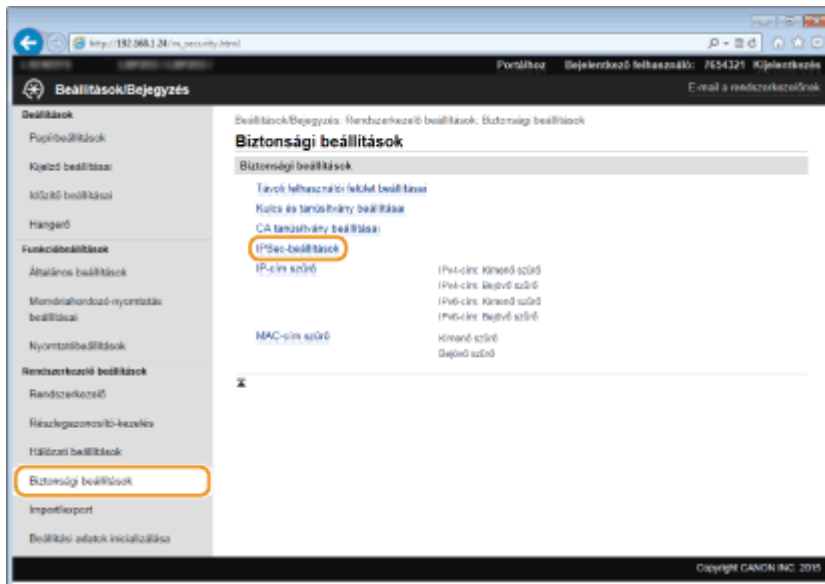 http://192.168.1.24/m_security.html
Portálhoz Bejelentkező felhasználó: 7654321 Kijelentkezés
Beállítások/Bejegyzés
E-mail a rendszerkezelőnek
Beállítások
Papírbeállítások
Kijelző beállításai
Időzítő beállításai
Hangerő
Funkcióbeállítások
Általános beállítások
Memóriahordozó-nyomtatás
beállításai
Nyomtatóbeállítások
Rendszerkezelő beállítások
Rendszerkezelő
Részlegazonosító-kezelés
Hálózati beállítások
Biztonsági beállítások
Import/export
Beállítási adatok inicializálása
Beállítások/Bejegyzés: Rendszerkezelő beállítások: Biztonsági beállítások
Biztonsági beállítások
Biztonsági beállítások
Távoli felhasználói felület beállításai
Kulcs és tanúsítvány beállításai
CA tanúsítvány beállításai
IPSec-beállítások
IP-cím szűrő
IPv4-cím: Kimenő szűrő
IPv4-cím: Bejövő szűrő
IPv6-cím: Kimenő szűrő
IPv6-cím: Bejövő szűrő
MAC-cím szűrő
Kimenő szűrő
Bejövő szűrő
Copyright CANON INC. 2015